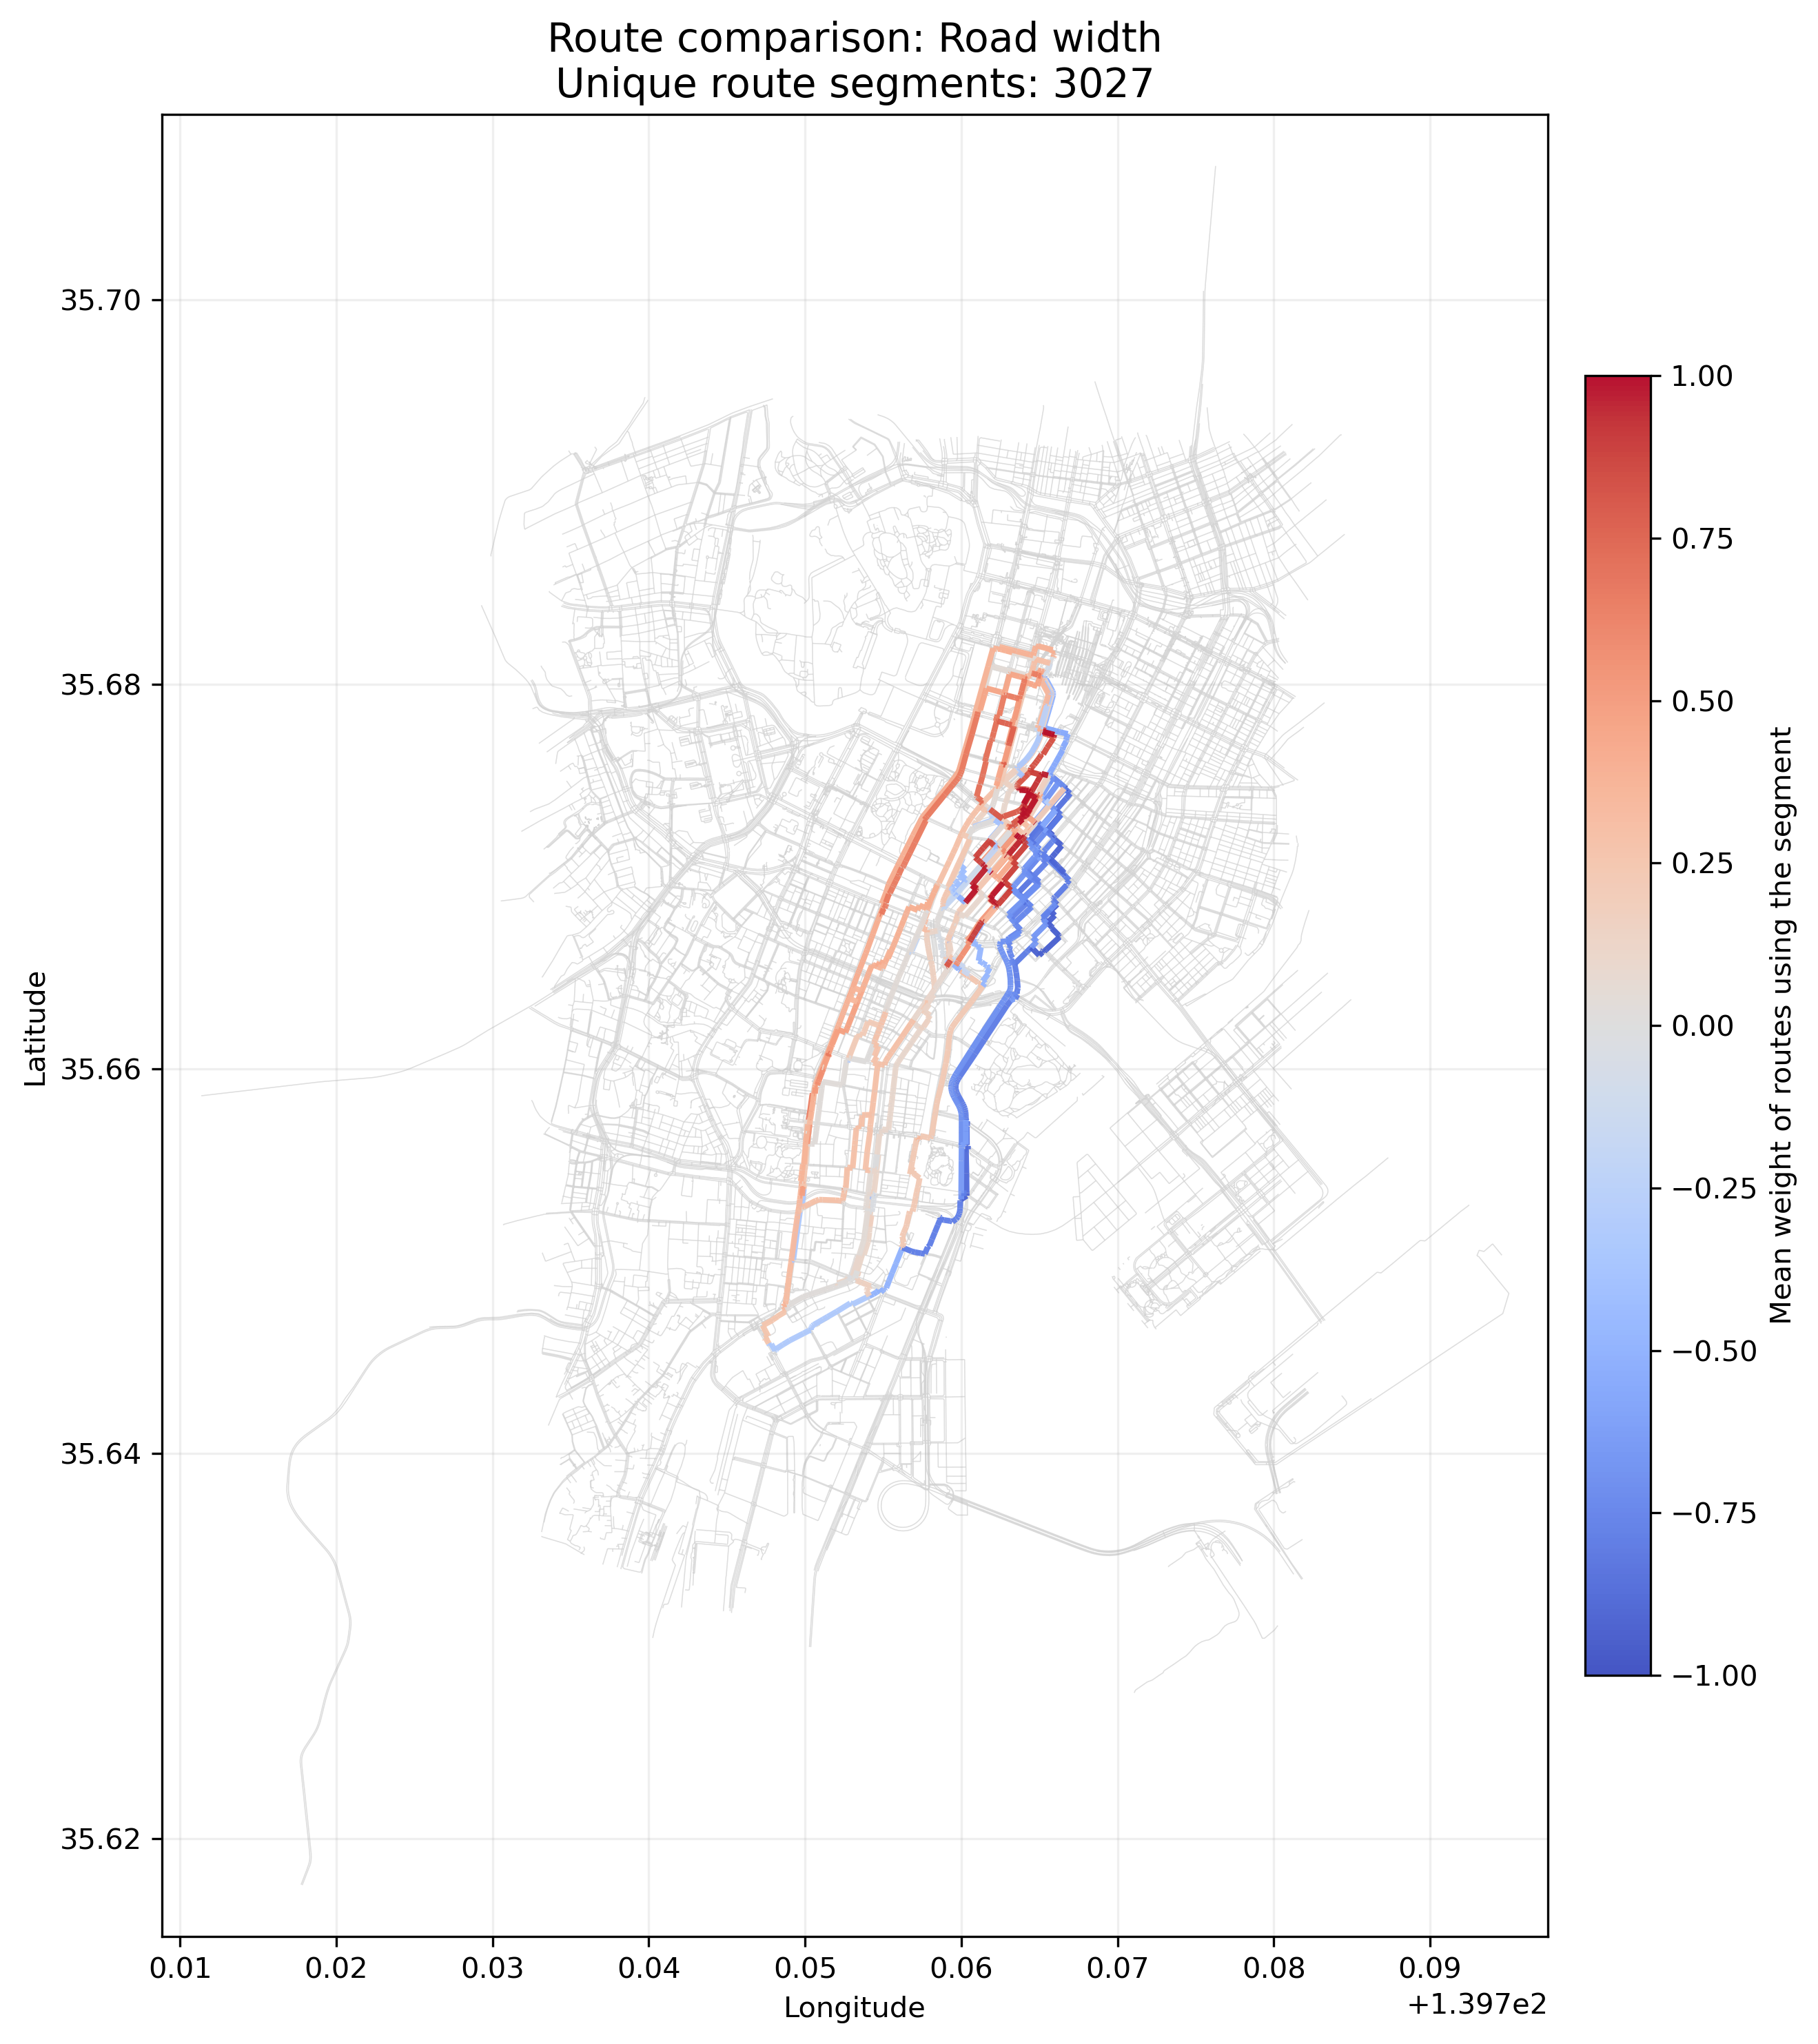 Route comparison: Road width
Unique route segments: 3027
35.70
35.68
35.66
35.64
35.62
Latitude
0.01 0.02 0.03 0.04 0.05 0.06 0.07 0.08 0.09
+1.397e2
Longitude
1.00
0.75
0.50
0.25
0.00
−0.25
−0.50
−0.75
−1.00
Mean weight of routes using the segment